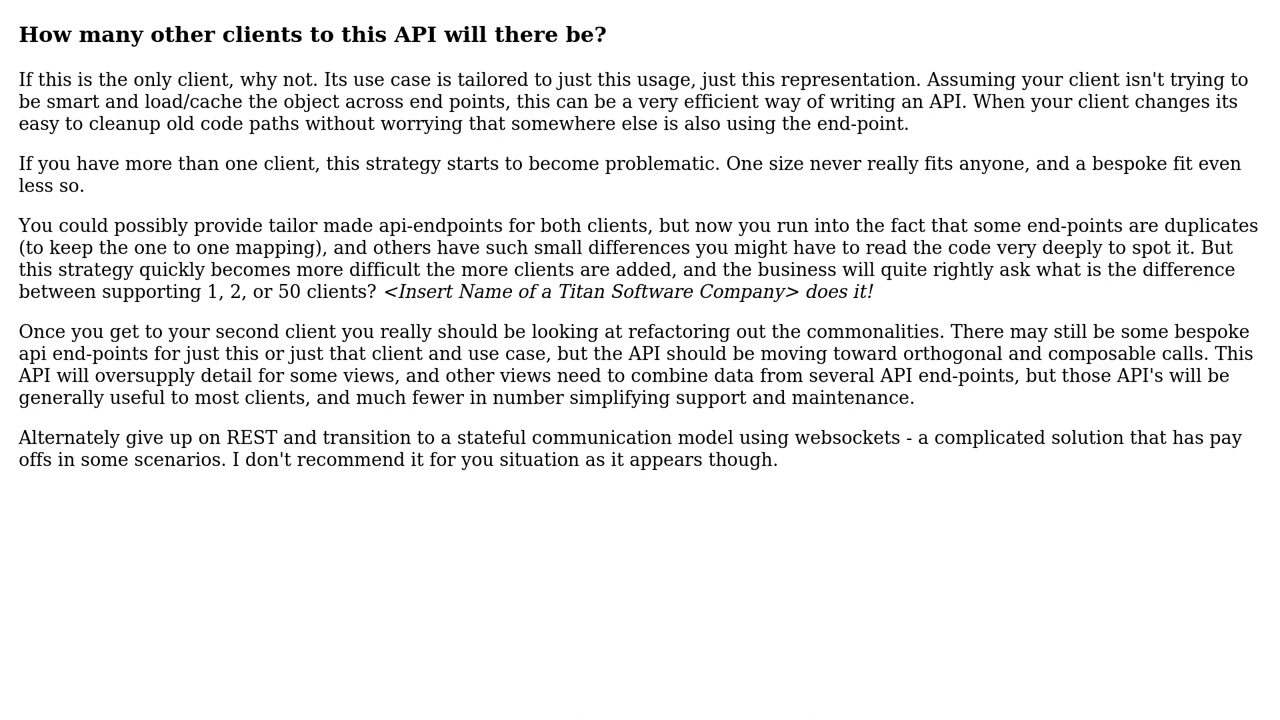 How many other clients to this API will there be?
If this is the only client, why not. Its use case is tailored to just this usage, just this representation. Assuming your client isn't trying to
be smart and load/cache the object across end points, this can be a very efficient way of writing an API. When your client changes its
easy to cleanup old code paths without worrying that somewhere else is also using the end-point.
If you have more than one client, this strategy starts to become problematic. One size never really fits anyone, and a bespoke fit even
less so.
You could possibly provide tailor made api-endpoints for both clients, but now you run into the fact that some end-points are duplicates
(to keep the one to one mapping), and others have such small differences you might have to read the code very deeply to spot it. But
this strategy quickly becomes more difficult the more clients are added, and the business will quite rightly ask what is the difference
between supporting 1, 2, or 50 clients? <Insert Name of a Titan Software Company> does it!
Once you get to your second client you really should be looking at refactoring out the commonalities. There may still be some bespoke
api end-points for just this or just that client and use case, but the API should be moving toward orthogonal and composable calls. This
API will oversupply detail for some views, and other views need to combine data from several API end-points, but those API's will be
generally useful to most clients, and much fewer in number simplifying support and maintenance.
Alternately give up on REST and transition to a stateful communication model using websockets - a complicated solution that has pay
offs in some scenarios. I don't recommend it for you situation as it appears though.